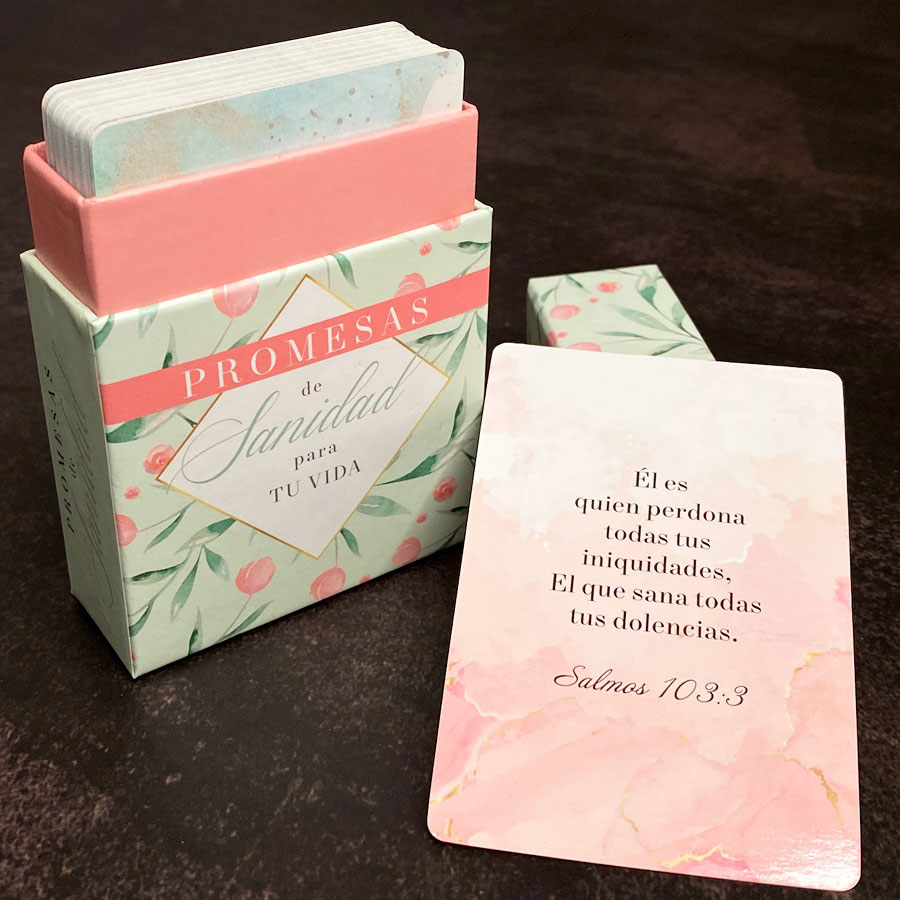 PROMESAS
de
Sanidad
para
TU VIDA
PROMESAS
Él es
quien perdona
todas tus
iniquidades,
El que sana todas
tus dolencias.
Salmos 103:3